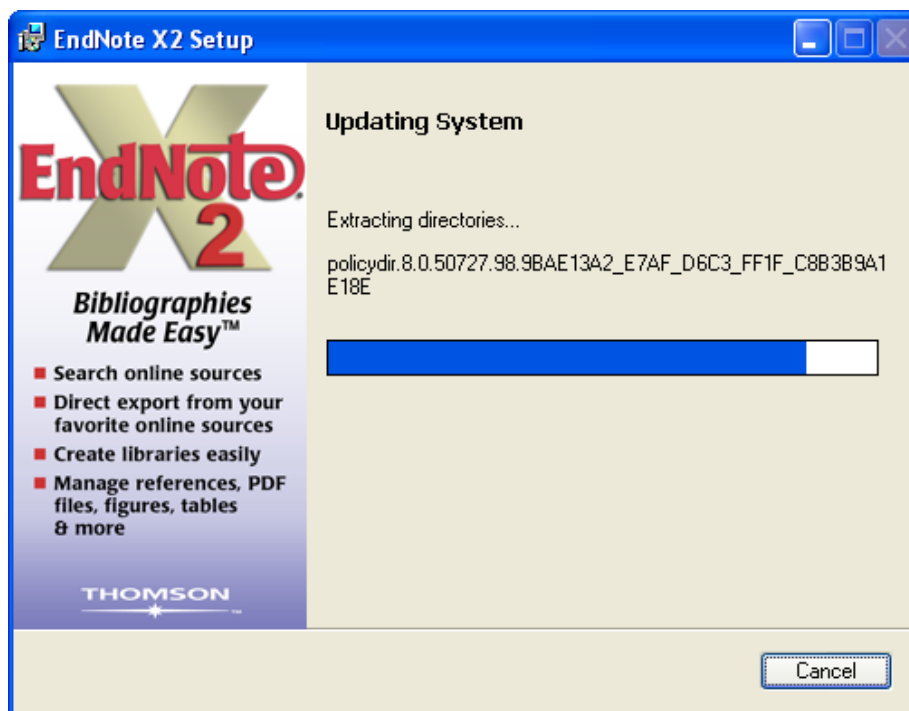 EndNote X2 Setup
X
EndNote
2
Bibliographies
Made Easy™
Search online sources
Direct export from your
favorite online sources
Create libraries easily
Manage references, PDF
files, figures, tables
& more
THOMSON
Updating System
Extracting directories...
policydir.8.0.50727.98.9BAE13A2_E7AF_D6C3_FF1F_C8B3B9A1
E18E
Cancel